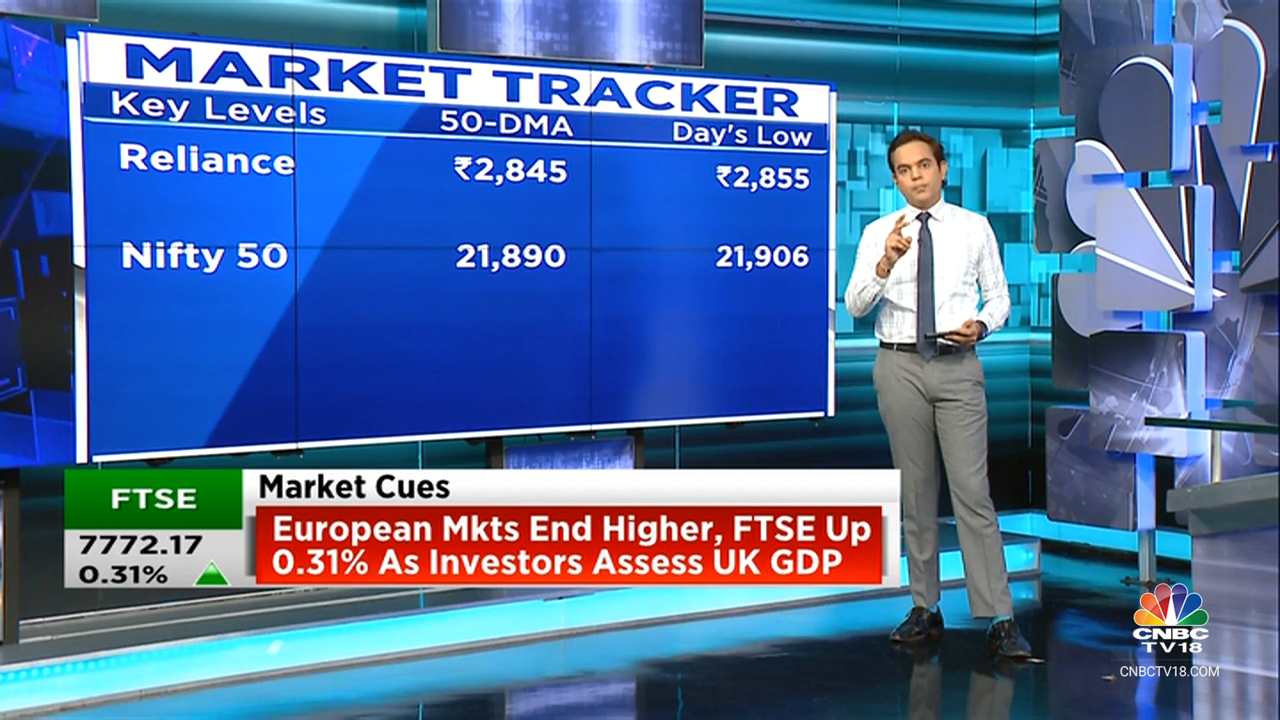 MARKET TRACKER
Key Levels 50-DMA Day's Low
Reliance ₹2,845 ₹2,855
Nifty 50 21,890 21,906
FTSE
7772.17
0.31%
Market Cues
European Mkts End Higher, FTSE Up
0.31% As Investors Assess UK GDP
CNBC
TV18
CNBCTV18.COM